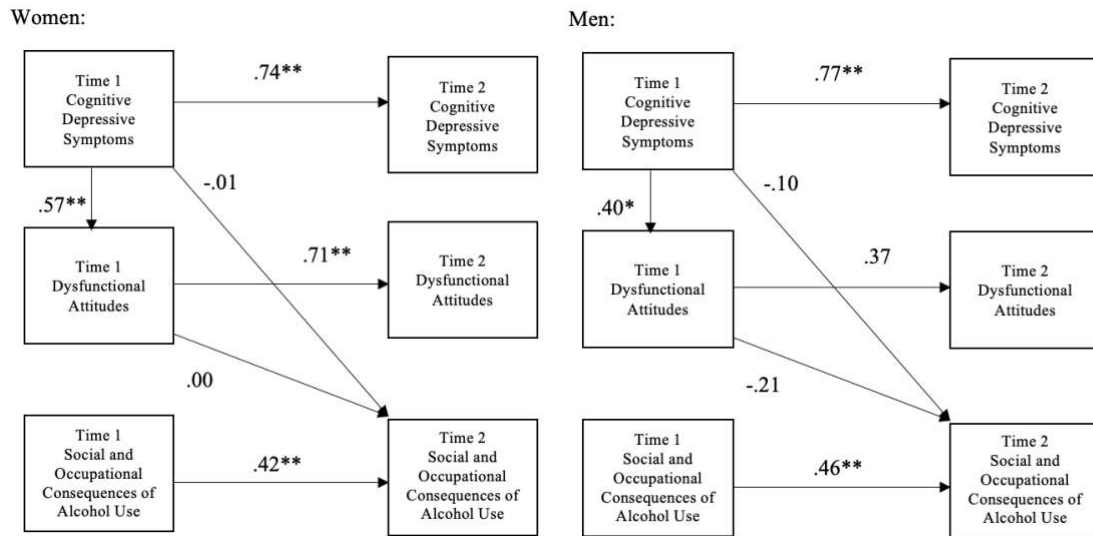 Women:
Time 1
Cognitive
Depressive
Symptoms
.74**
Time 2
Cognitive
Depressive
Symptoms
-.01
.57**
Time 1
Dysfunctional
Attitudes
.71**
Time 2
Dysfunctional
Attitudes
.00
Time 1
Social and
Occupational
Consequences of
Alcohol Use
.42**
Time 2
Social and
Occupational
Consequences of
Alcohol Use
Men:
Time 1
Cognitive
Depressive
Symptoms
.77**
Time 2
Cognitive
Depressive
Symptoms
-.10
.40*
Time 1
Dysfunctional
Attitudes
.37
Time 2
Dysfunctional
Attitudes
-.21
Time 1
Social and
Occupational
Consequences of
Alcohol Use
.46**
Time 2
Social and
Occupational
Consequences of
Alcohol Use